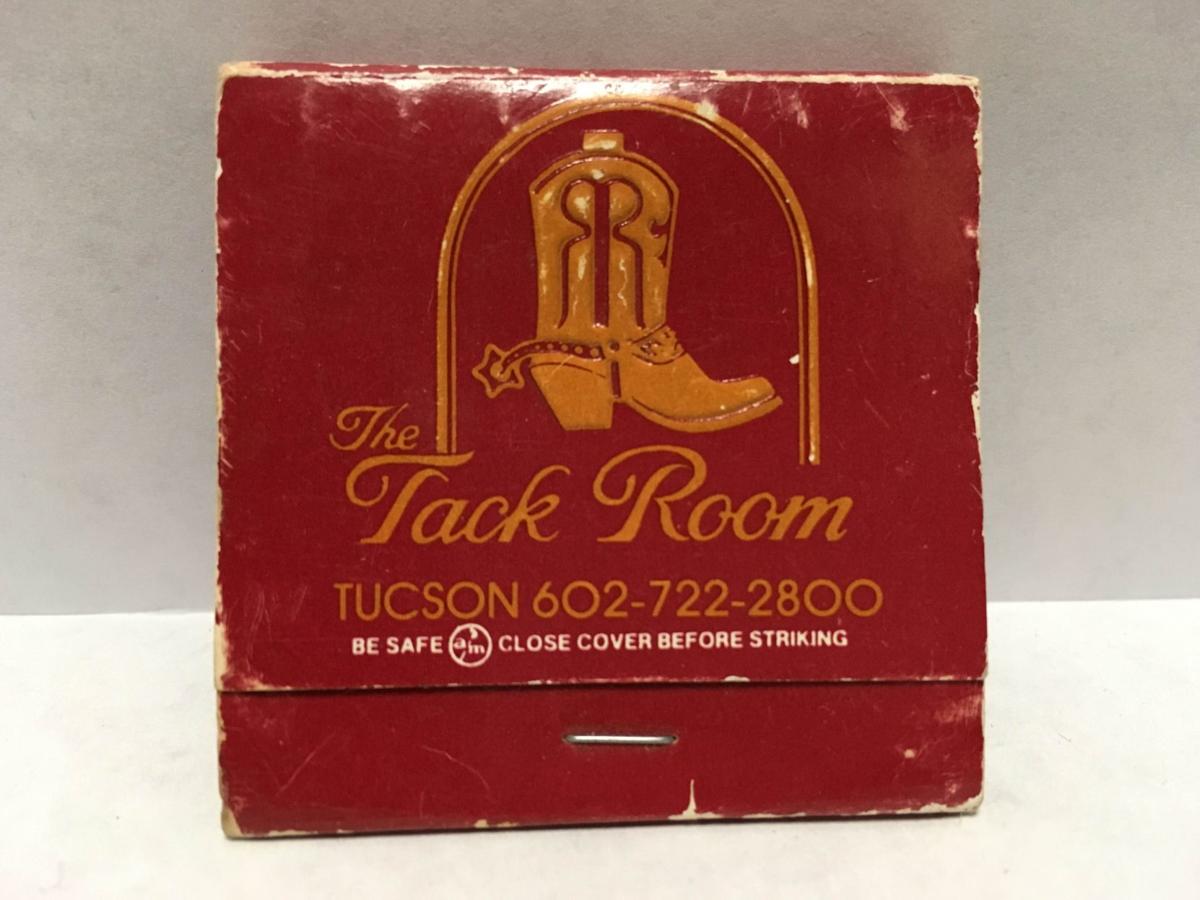 The
Tack Room
TUCSON 602-722-2800
BE SAFE a/m CLOSE COVER BEFORE STRIKING